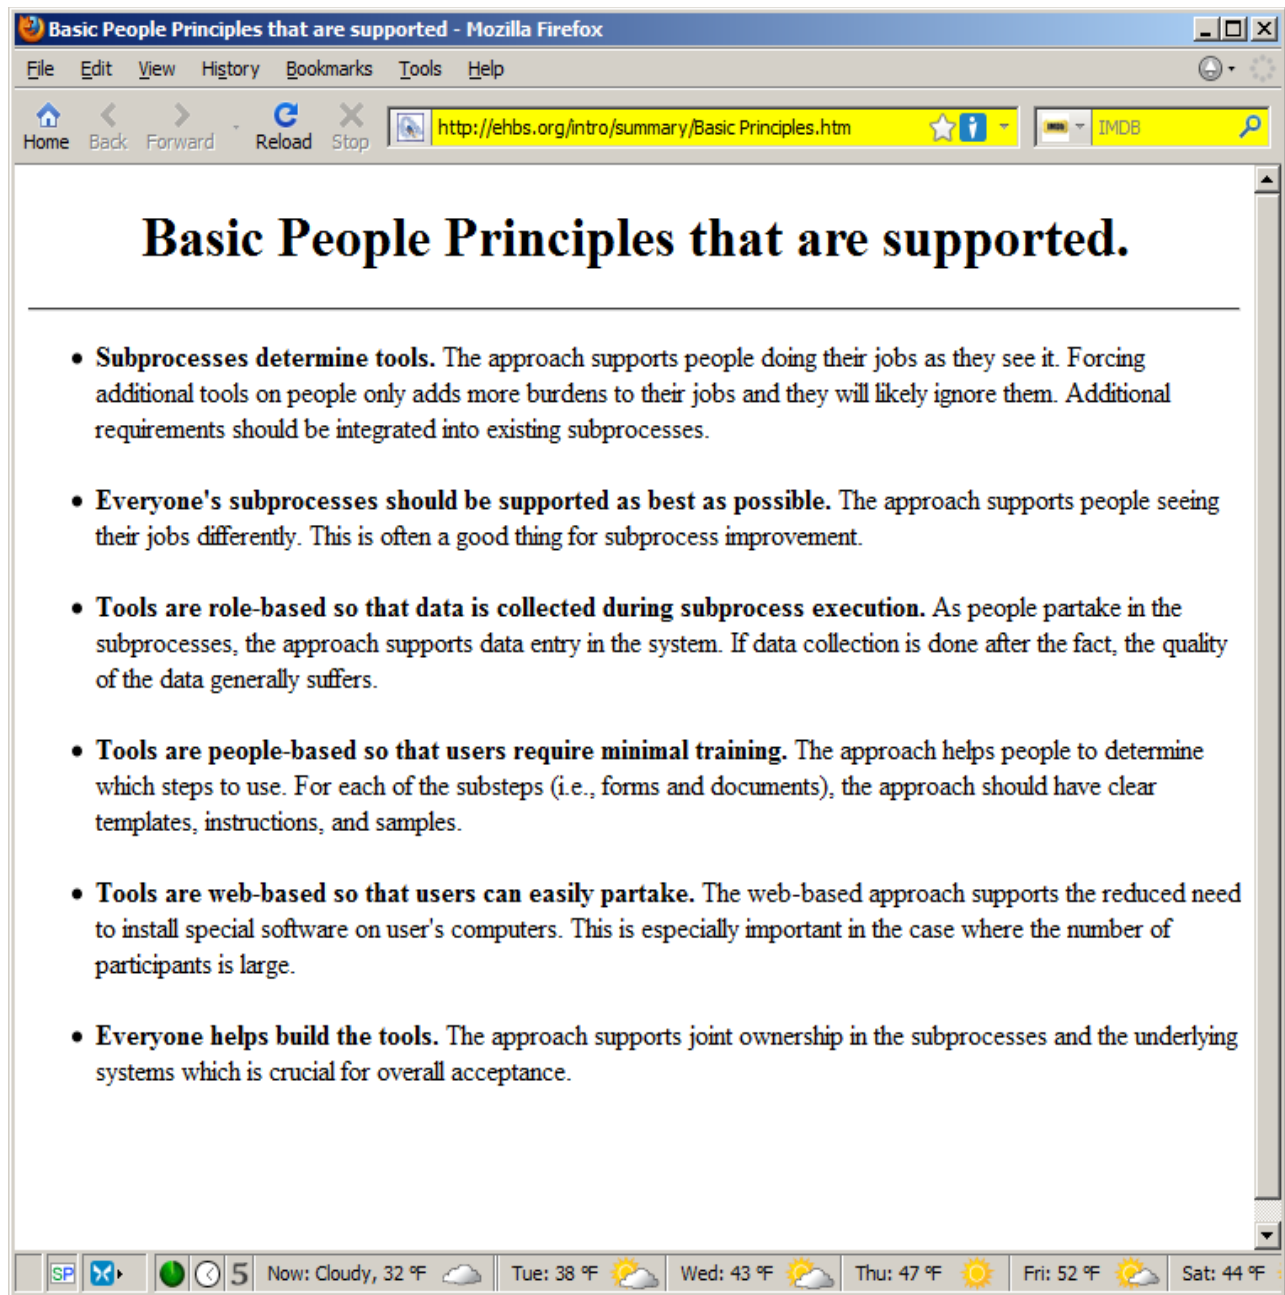 Basic People Principles that are supported - Mozilla Firefox
File Edit View History Bookmarks Tools Help
Home Back Forward Reload Stop http://ehbs.org/intro/summary/Basic Principles.htm IMDB
Basic People Principles that are supported.
• Subprocesses determine tools. The approach supports people doing their jobs as they see it. Forcing
additional tools on people only adds more burdens to their jobs and they will likely ignore them. Additional
requirements should be integrated into existing subprocesses.
• Everyone's subprocesses should be supported as best as possible. The approach supports people seeing
their jobs differently. This is often a good thing for subprocess improvement.
• Tools are role-based so that data is collected during subprocess execution. As people partake in the
subprocesses, the approach supports data entry in the system. If data collection is done after the fact, the quality
of the data generally suffers.
• Tools are people-based so that users require minimal training. The approach helps people to determine
which steps to use. For each of the substeps (i.e., forms and documents), the approach should have clear
templates, instructions, and samples.
• Tools are web-based so that users can easily partake. The web-based approach supports the reduced need
to install special software on user's computers. This is especially important in the case where the number of
participants is large.
• Everyone helps build the tools. The approach supports joint ownership in the subprocesses and the underlying
systems which is crucial for overall acceptance.
SP 5 Now: Cloudy, 32 °F Tue: 38 °F Wed: 43 °F Thu: 47 °F Fri: 52 °F Sat: 44 °F